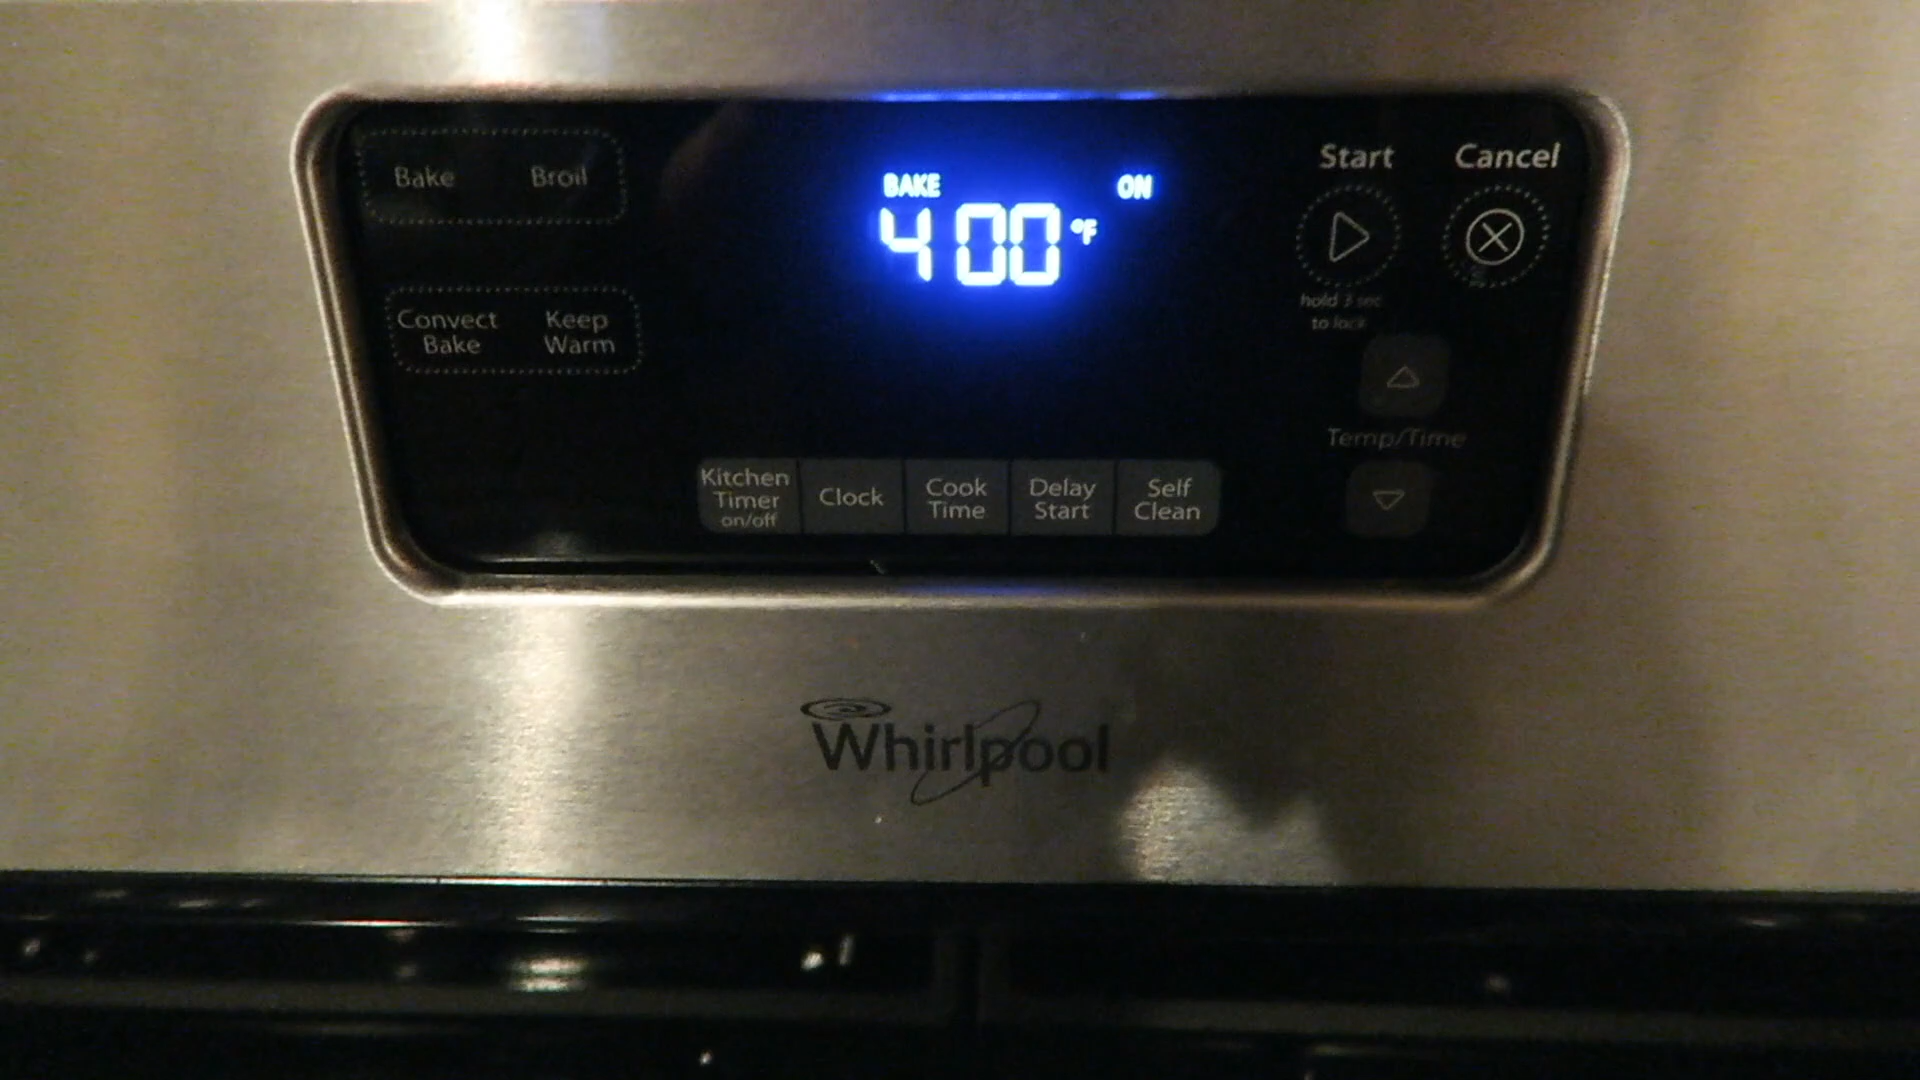 Bake Broil
BAKE ON
400 °F
Start Cancel
hold 3 sec
to lock
Convect
Bake
Keep
Warm
Temp/Time
Kitchen
Timer
on/off
Clock
Cook
Time
Delay
Start
Self
Clean
Whirlpool